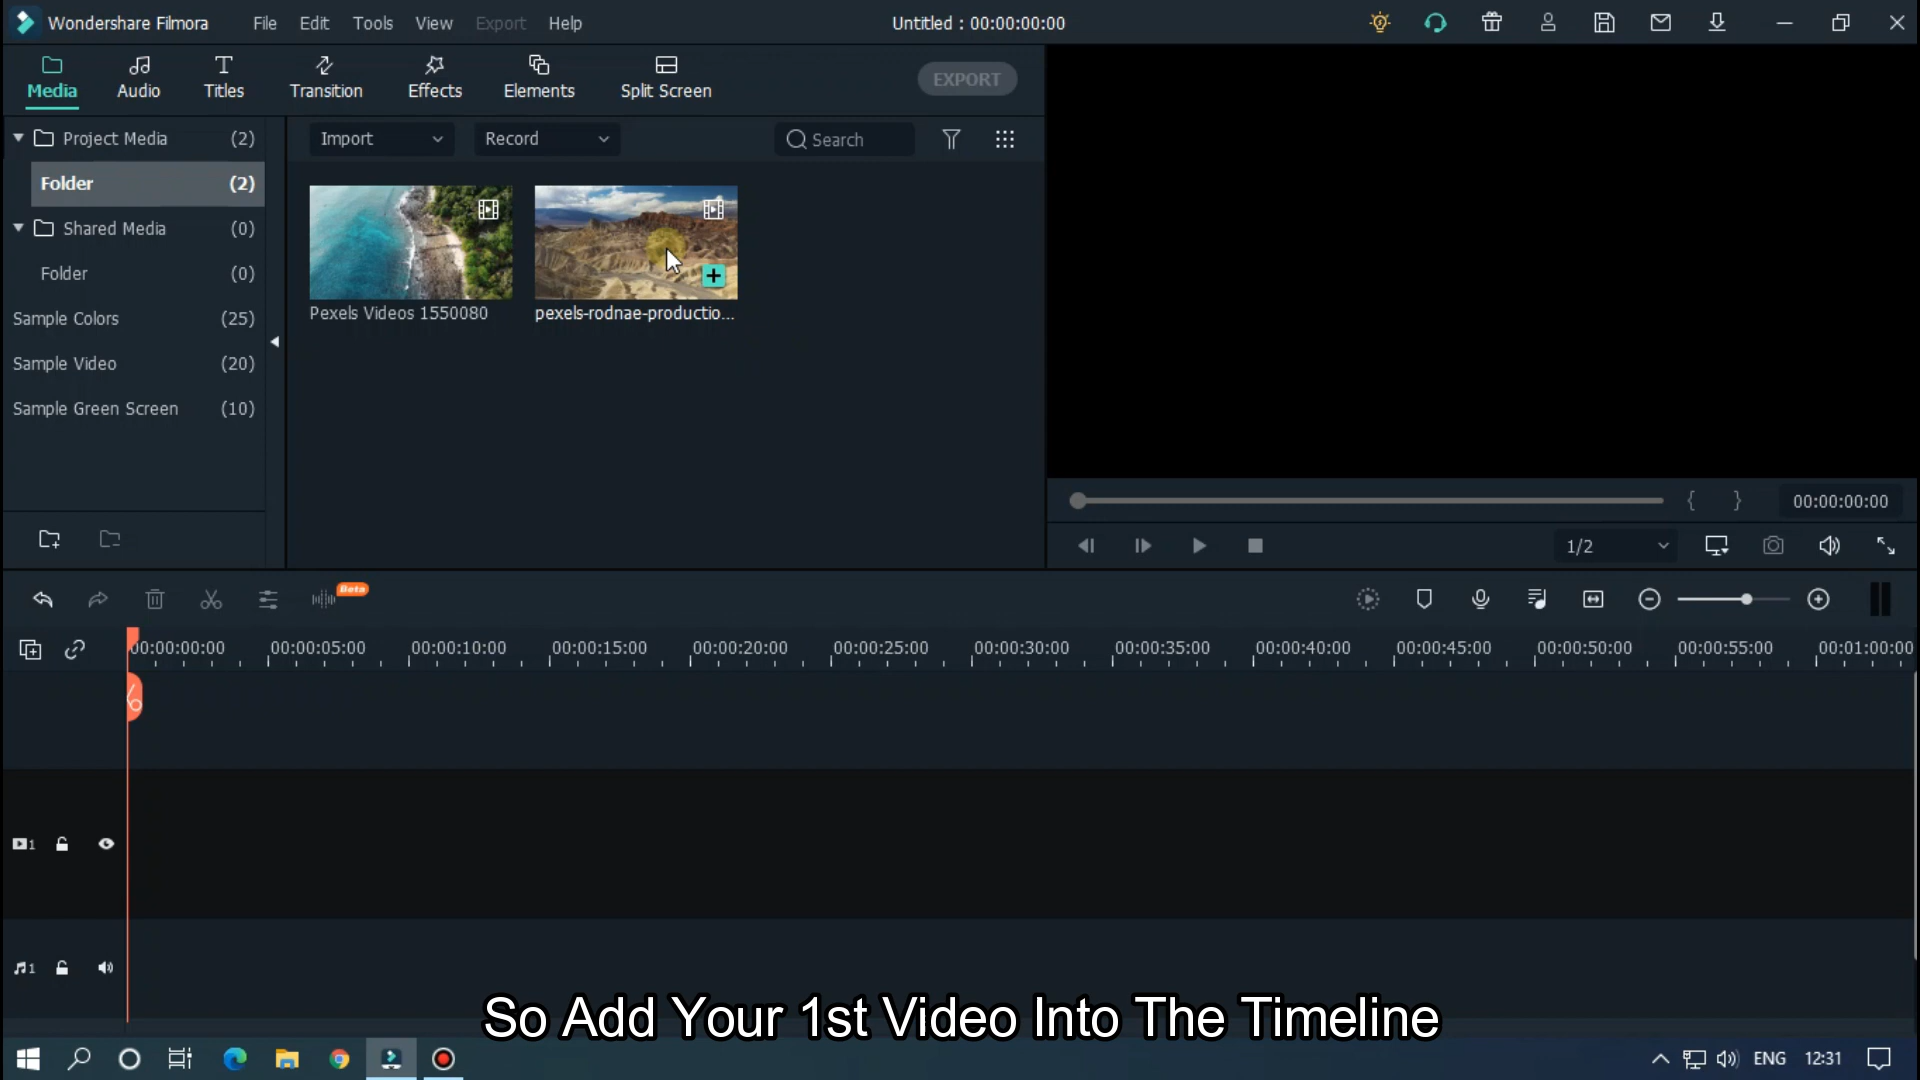 Wondershare Filmora File Edit Tools View Export Help Untitled : 00:00:00:00
Media Audio Titles Transition Effects Elements Split Screen EXPORT
Project Media (2)
Folder (2)
Shared Media (0)
Folder (0)
Sample Colors (25)
Sample Video (20)
Sample Green Screen (10)
Import Record Search
Pexels Videos 1550080 pexels-rodnae-productio...
{ } 00:00:00:00
1/2
Beta
00:00:00:00 00:00:05:00 00:00:10:00 00:00:15:00 00:00:20:00 00:00:25:00 00:00:30:00 00:00:35:00 00:00:40:00 00:00:45:00 00:00:50:00 00:00:55:00 00:01:00:00
1
1
So Add Your 1st Video Into The Timeline
ENG 12:31